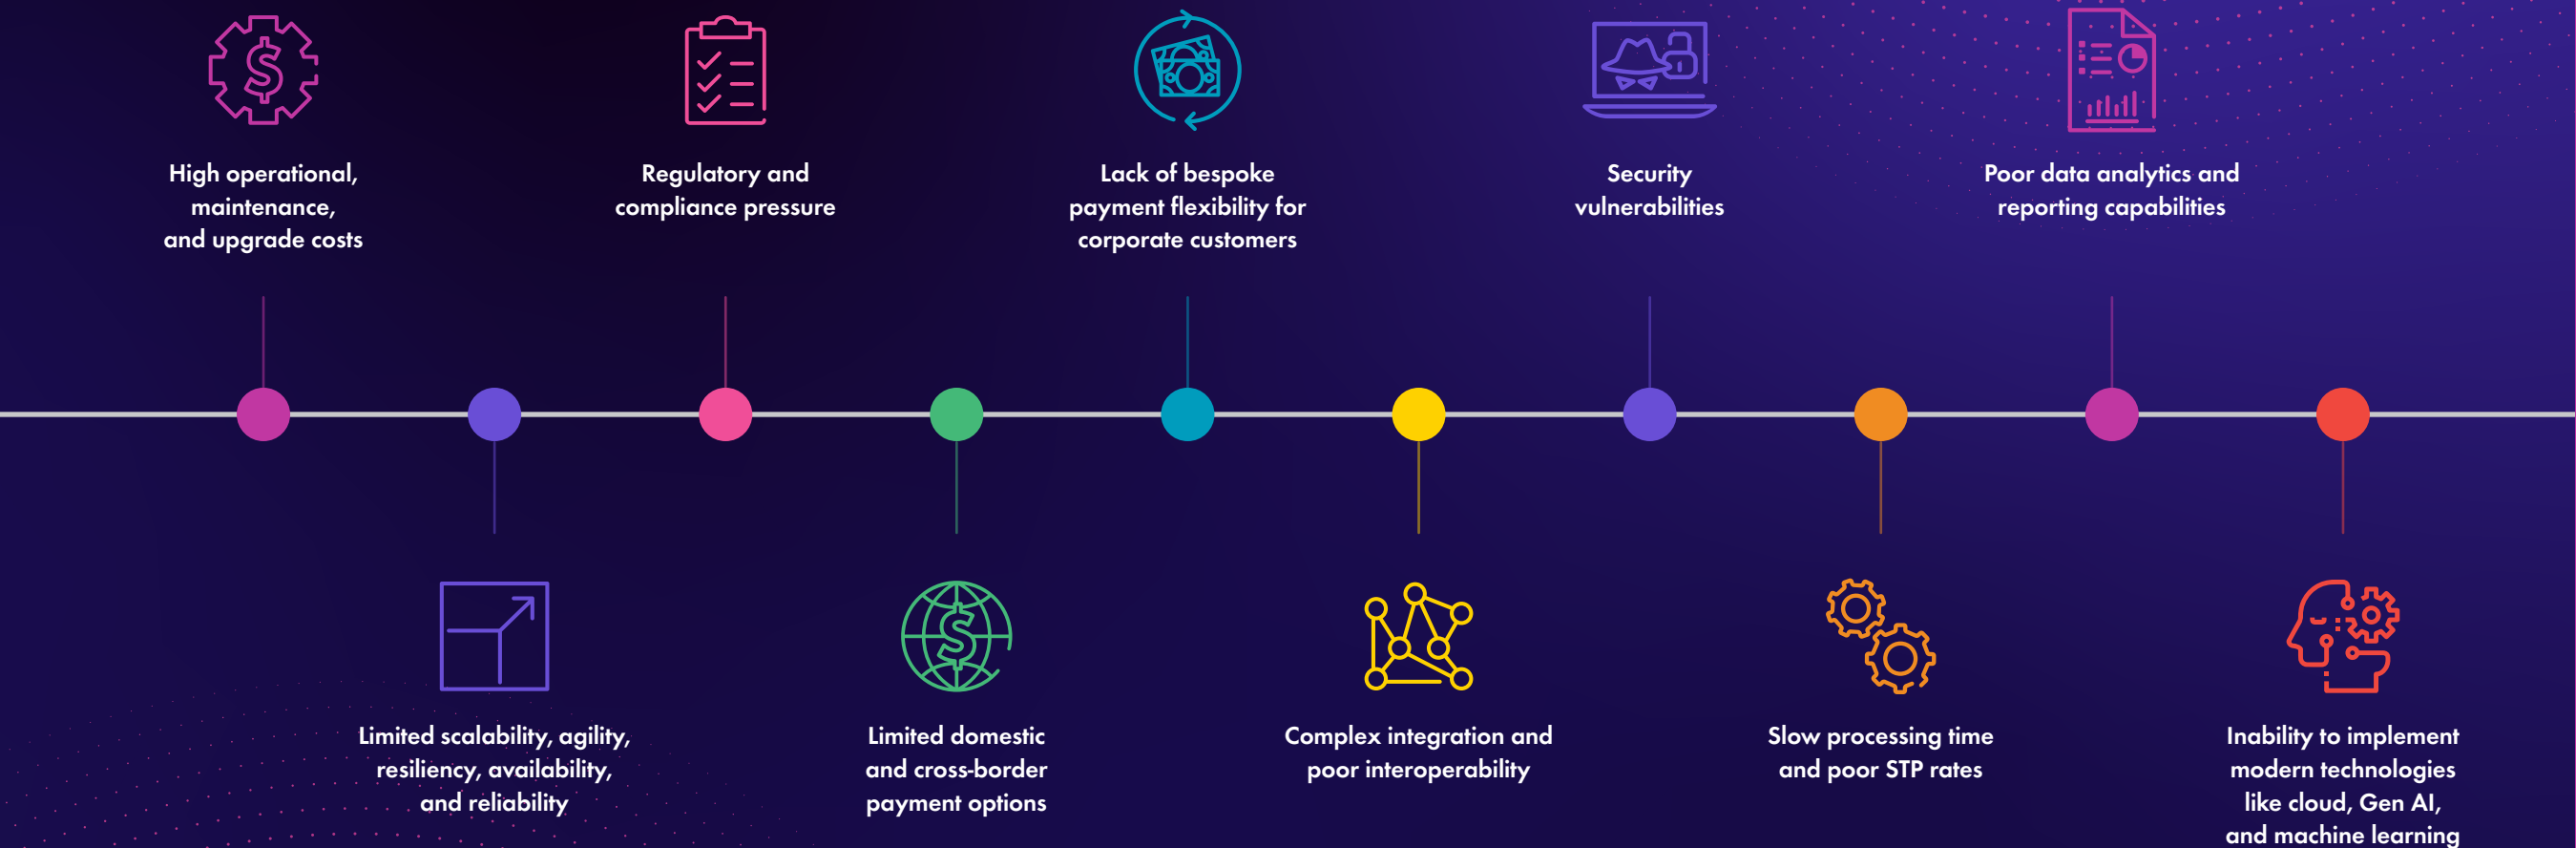 High operational,
maintenance,
and upgrade costs
Regulatory and
compliance pressure
Lack of bespoke
payment flexibility for
corporate customers
Security
vulnerabilities
Poor data analytics and
reporting capabilities
Limited scalability, agility,
resiliency, availability,
and reliability
Limited domestic
and cross-border
payment options
Complex integration and
poor interoperability
Slow processing time
and poor STP rates
Inability to implement
modern technologies
like cloud, Gen AI,
and machine learning